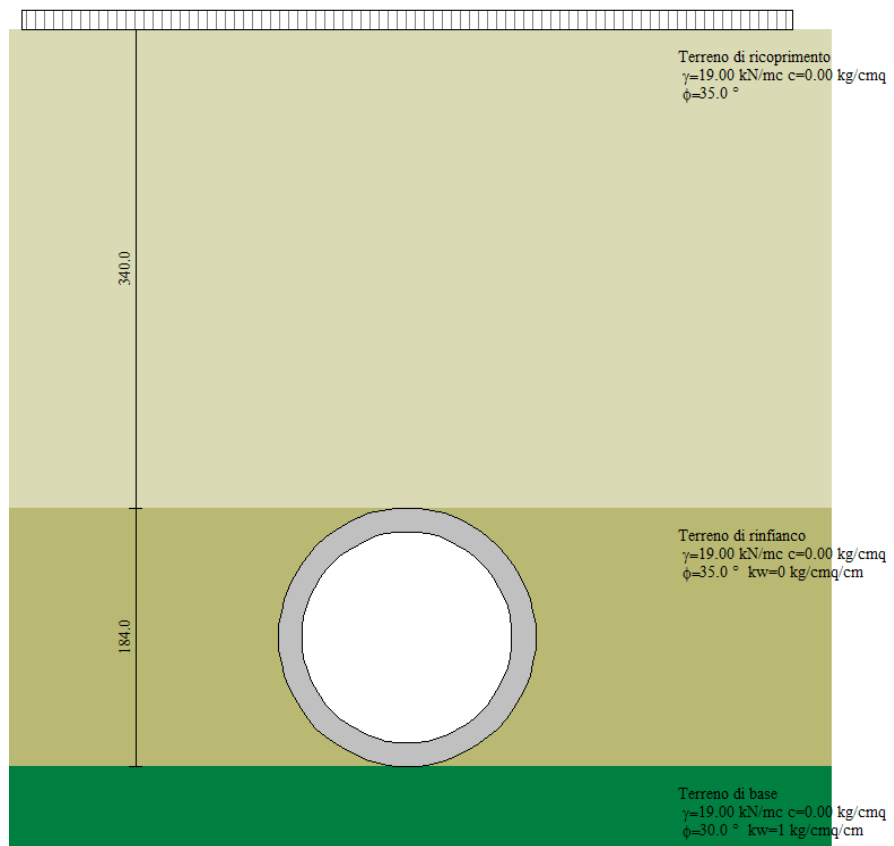 Terreno di ricoprimento
γ=19.00 kN/mc c=0.00 kg/cmq
ϕ=35.0 °
340.0
Terreno di rinfianco
γ=19.00 kN/mc c=0.00 kg/cmq
ϕ=35.0 ° kw=0 kg/cmq/cm
184.0
Terreno di base
γ=19.00 kN/mc c=0.00 kg/cmq
ϕ=30.0 ° kw=1 kg/cmq/cm